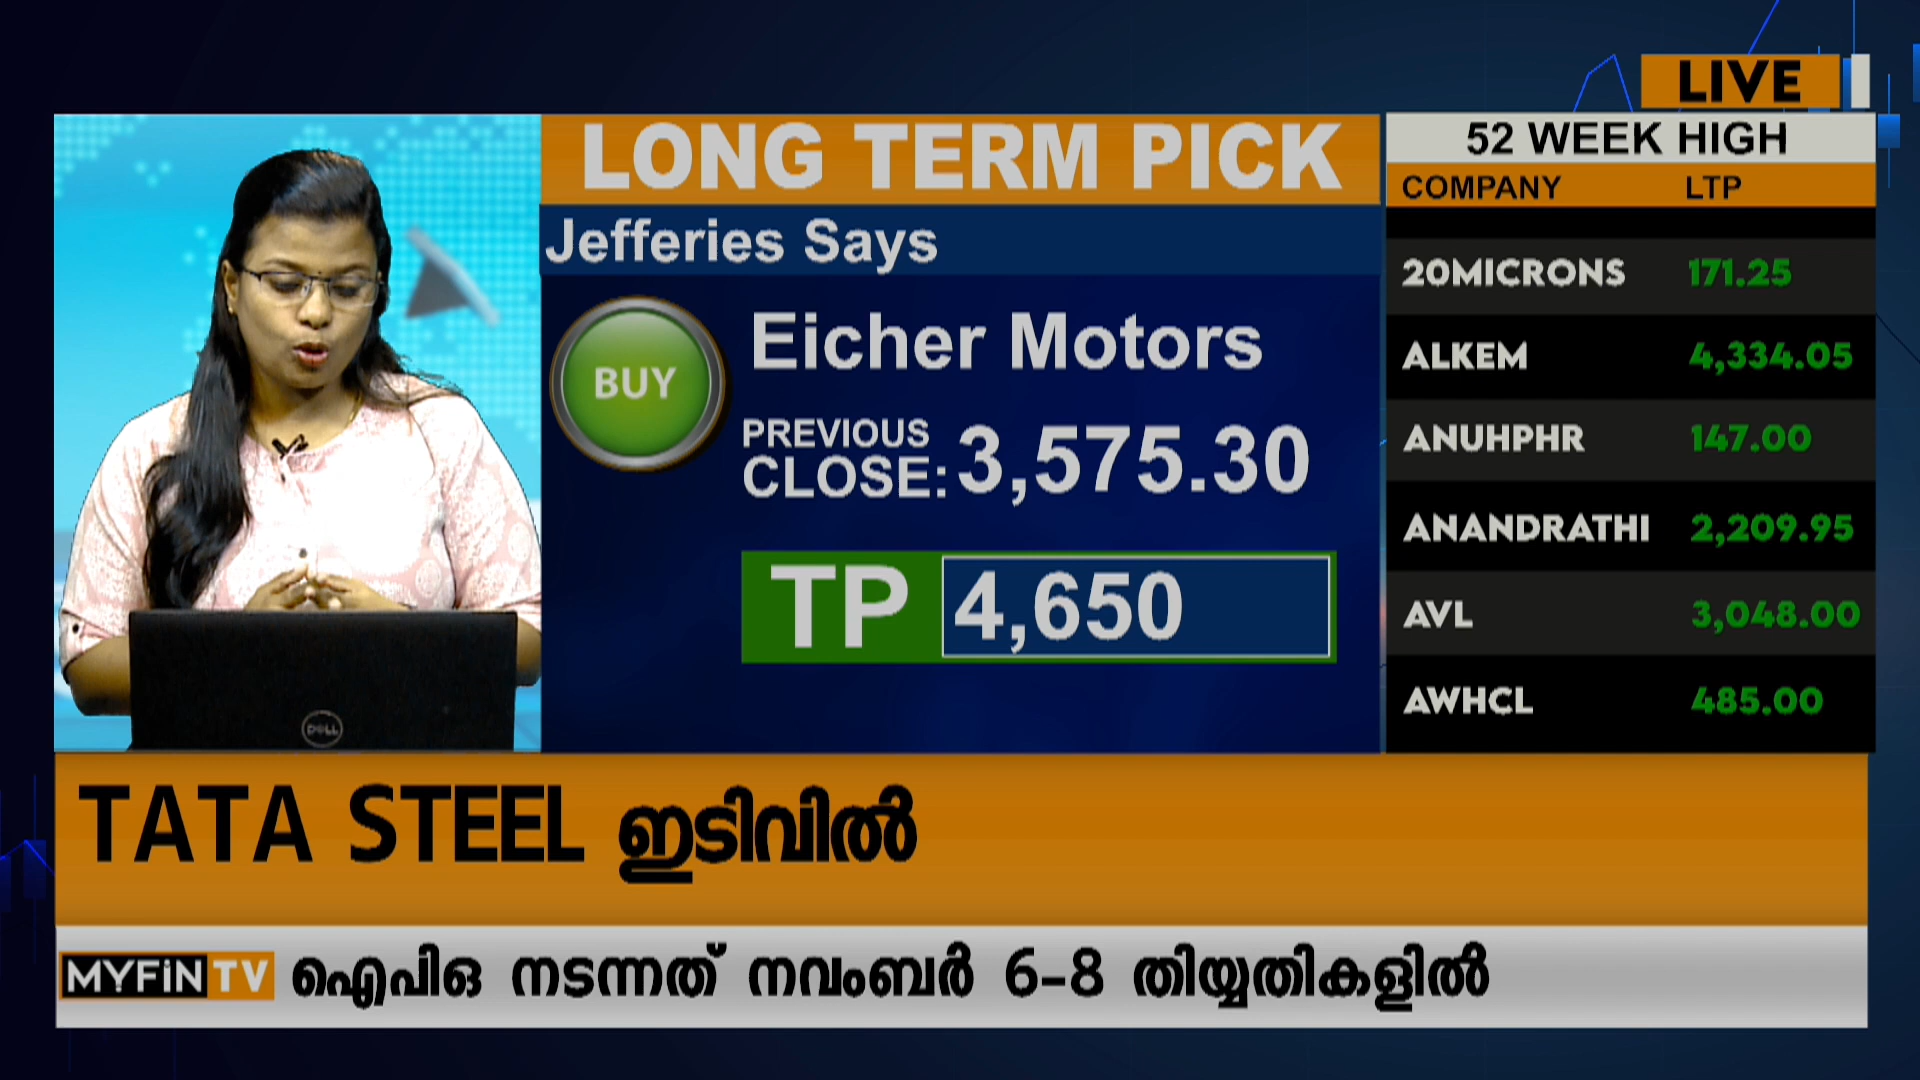 LIVE
LONG TERM PICK
Jefferies Says
BUY
Eicher Motors
PREVIOUS
CLOSE: 3,575.30
TP 4,650
52 WEEK HIGH
COMPANY LTP
20MICRONS 171.25
ALKEM 4,334.05
ANUHPHR 147.00
ANANDRATHI 2,209.95
AVL 3,048.00
AWHCL 485.00
DELL
TATA STEEL ഇടിവിൽ
MYFiN TV ഐപിഒ നടന്നത് നവംബർ 6-8 തിയ്യതികളിൽ